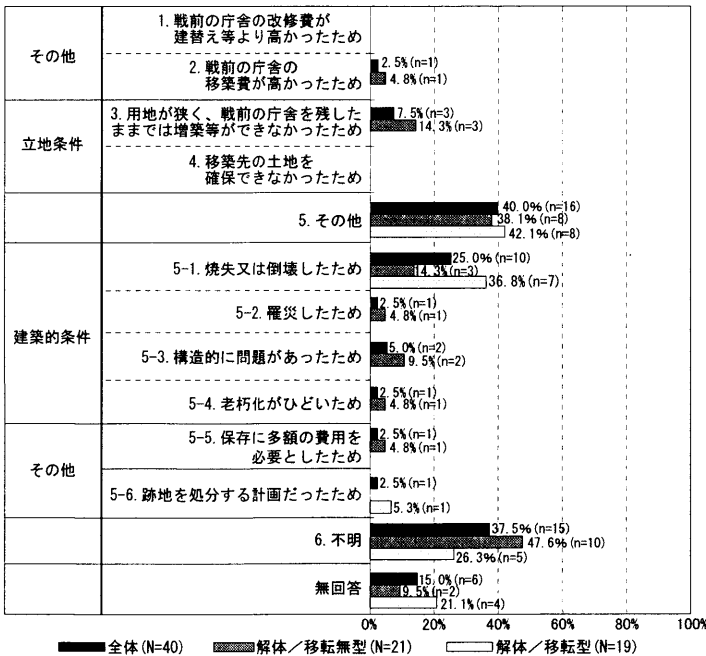 その他
1. 戦前の庁舎の改修費が
建替え等より高かったため
2. 戦前の庁舎の
移築費が高かったため
2.5%(n=1)
4.8%(n=1)
立地条件
3. 用地が狭く、戦前の庁舎を残した
ままでは増築等ができなかったため
7.5%(n=3)
14.3%(n=3)
4. 移築先の土地を
確保できなかったため
5. その他
40.0%(n=16)
38.1%(n=8)
42.1%(n=8)
建築的条件
5-1. 焼失又は倒壊したため
25.0%(n=10)
14.3%(n=3)
36.8%(n=7)
5-2. 罹災したため
2.5%(n=1)
4.8%(n=1)
5-3. 構造的に問題があったため
5.0%(n=2)
9.5%(n=2)
5-4. 老朽化がひどいため
2.5%(n=1)
4.8%(n=1)
その他
5-5. 保存に多額の費用を
必要としたため
2.5%(n=1)
4.8%(n=1)
5-6. 跡地を処分する計画だったため
2.5%(n=1)
5.3%(n=1)
6. 不明
37.5%(n=15)
47.6%(n=10)
26.3%(n=5)
無回答
15.0%(n=6)
9.5%(n=2)
21.1%(n=4)
0% 20% 40% 60% 80% 100%
全体(N=40) 解体／移転無型(N=21) 解体／移転型(N=19)